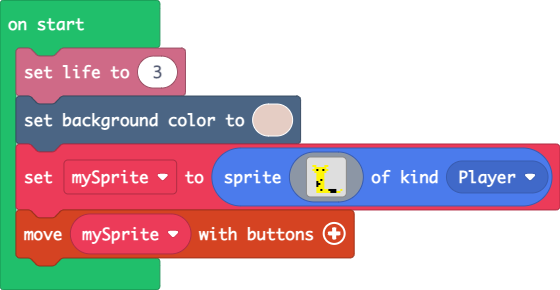 on start
set life to 3
set background color to
set mySprite to sprite of kind Player
move mySprite with buttons